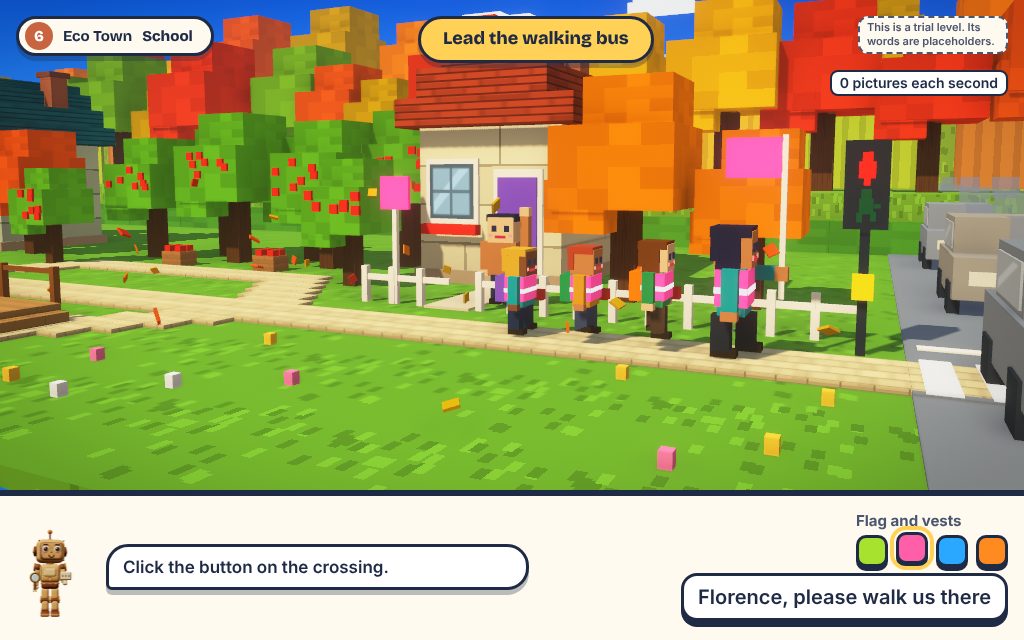 6 Eco Town School
Lead the walking bus
This is a trial level. Its
words are placeholders.
0 pictures each second
Flag and vests
Click the button on the crossing.
Florence, please walk us there